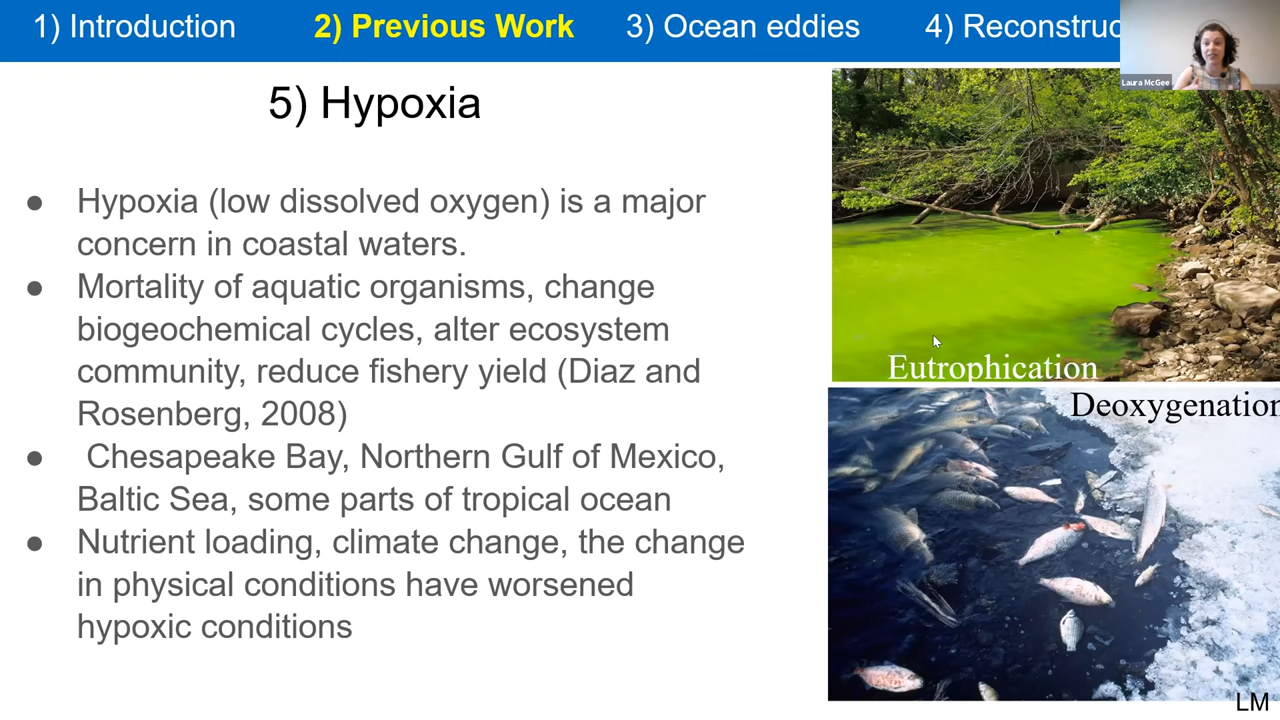 1) Introduction 2) Previous Work 3) Ocean eddies 4) Reconstruc
Laura McGee
5) Hypoxia
● Hypoxia (low dissolved oxygen) is a major
concern in coastal waters.
● Mortality of aquatic organisms, change
biogeochemical cycles, alter ecosystem
community, reduce fishery yield (Diaz and
Rosenberg, 2008)
● Chesapeake Bay, Northern Gulf of Mexico,
Baltic Sea, some parts of tropical ocean
● Nutrient loading, climate change, the change
in physical conditions have worsened
hypoxic conditions
Eutrophication
Deoxygenation
LM